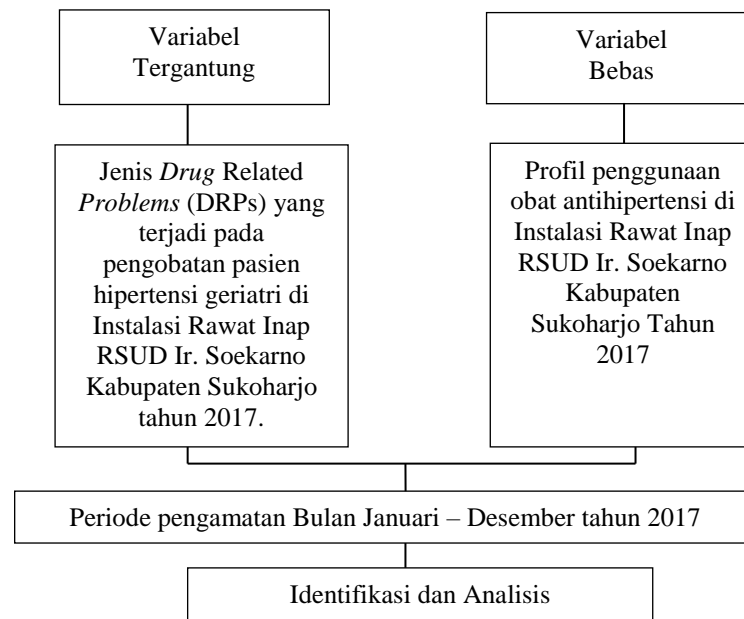 Variabel
Tergantung
Variabel
Bebas
Jenis Drug Related
Problems (DRPs) yang
terjadi pada
pengobatan pasien
hipertensi geriatri di
Instalasi Rawat Inap
RSUD Ir. Soekarno
Kabupaten Sukoharjo
tahun 2017.
Profil penggunaan
obat antihipertensi di
Instalasi Rawat Inap
RSUD Ir. Soekarno
Kabupaten
Sukoharjo Tahun
2017
Periode pengamatan Bulan Januari – Desember tahun 2017
Identifikasi dan Analisis